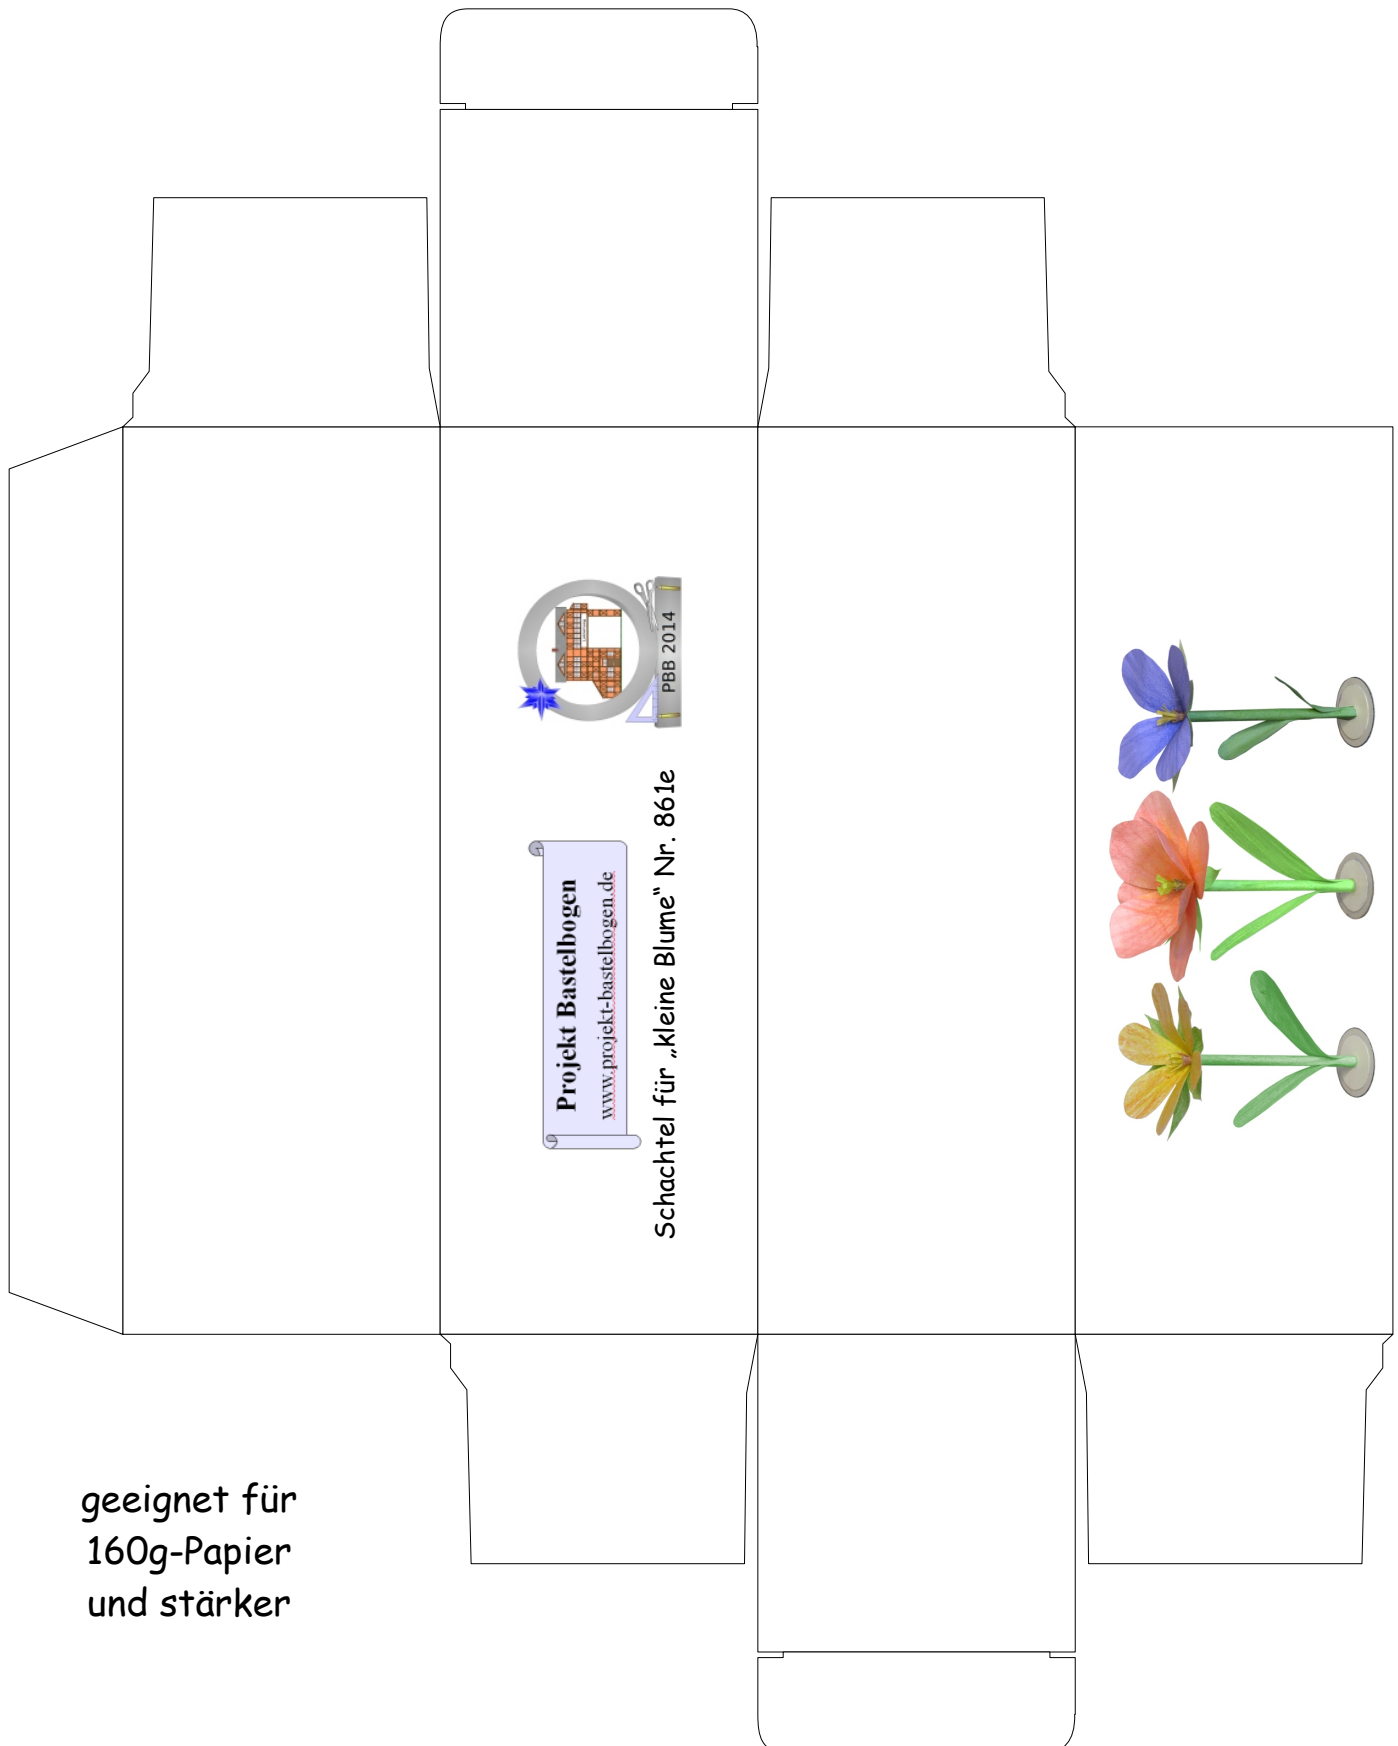 PBB 2014
Projekt Bastelbogen
www.projekt-bastelbogen.de
Schachtel für „kleine Blume“ Nr. 861e
geeignet für
160g-Papier
und stärker